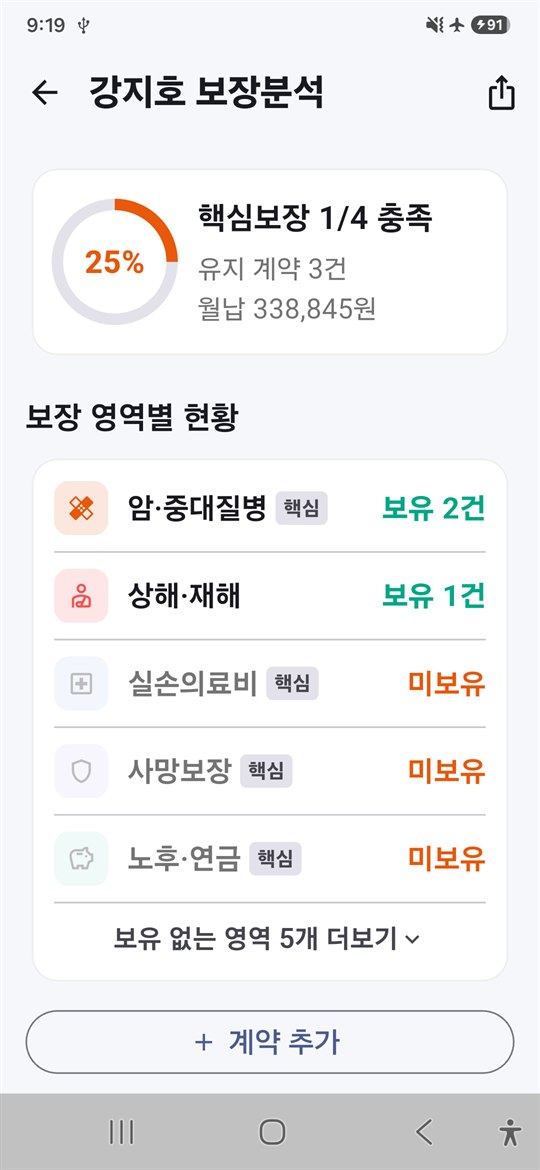 9:19
91
강지호 보장분석
25%
핵심보장 1/4 충족
유지 계약 3건
월납 338,845원
보장 영역별 현황
암·중대질병 핵심 보유 2건
상해·재해 보유 1건
실손의료비 핵심 미보유
사망보장 핵심 미보유
노후·연금 핵심 미보유
보유 없는 영역 5개 더보기
+ 계약 추가